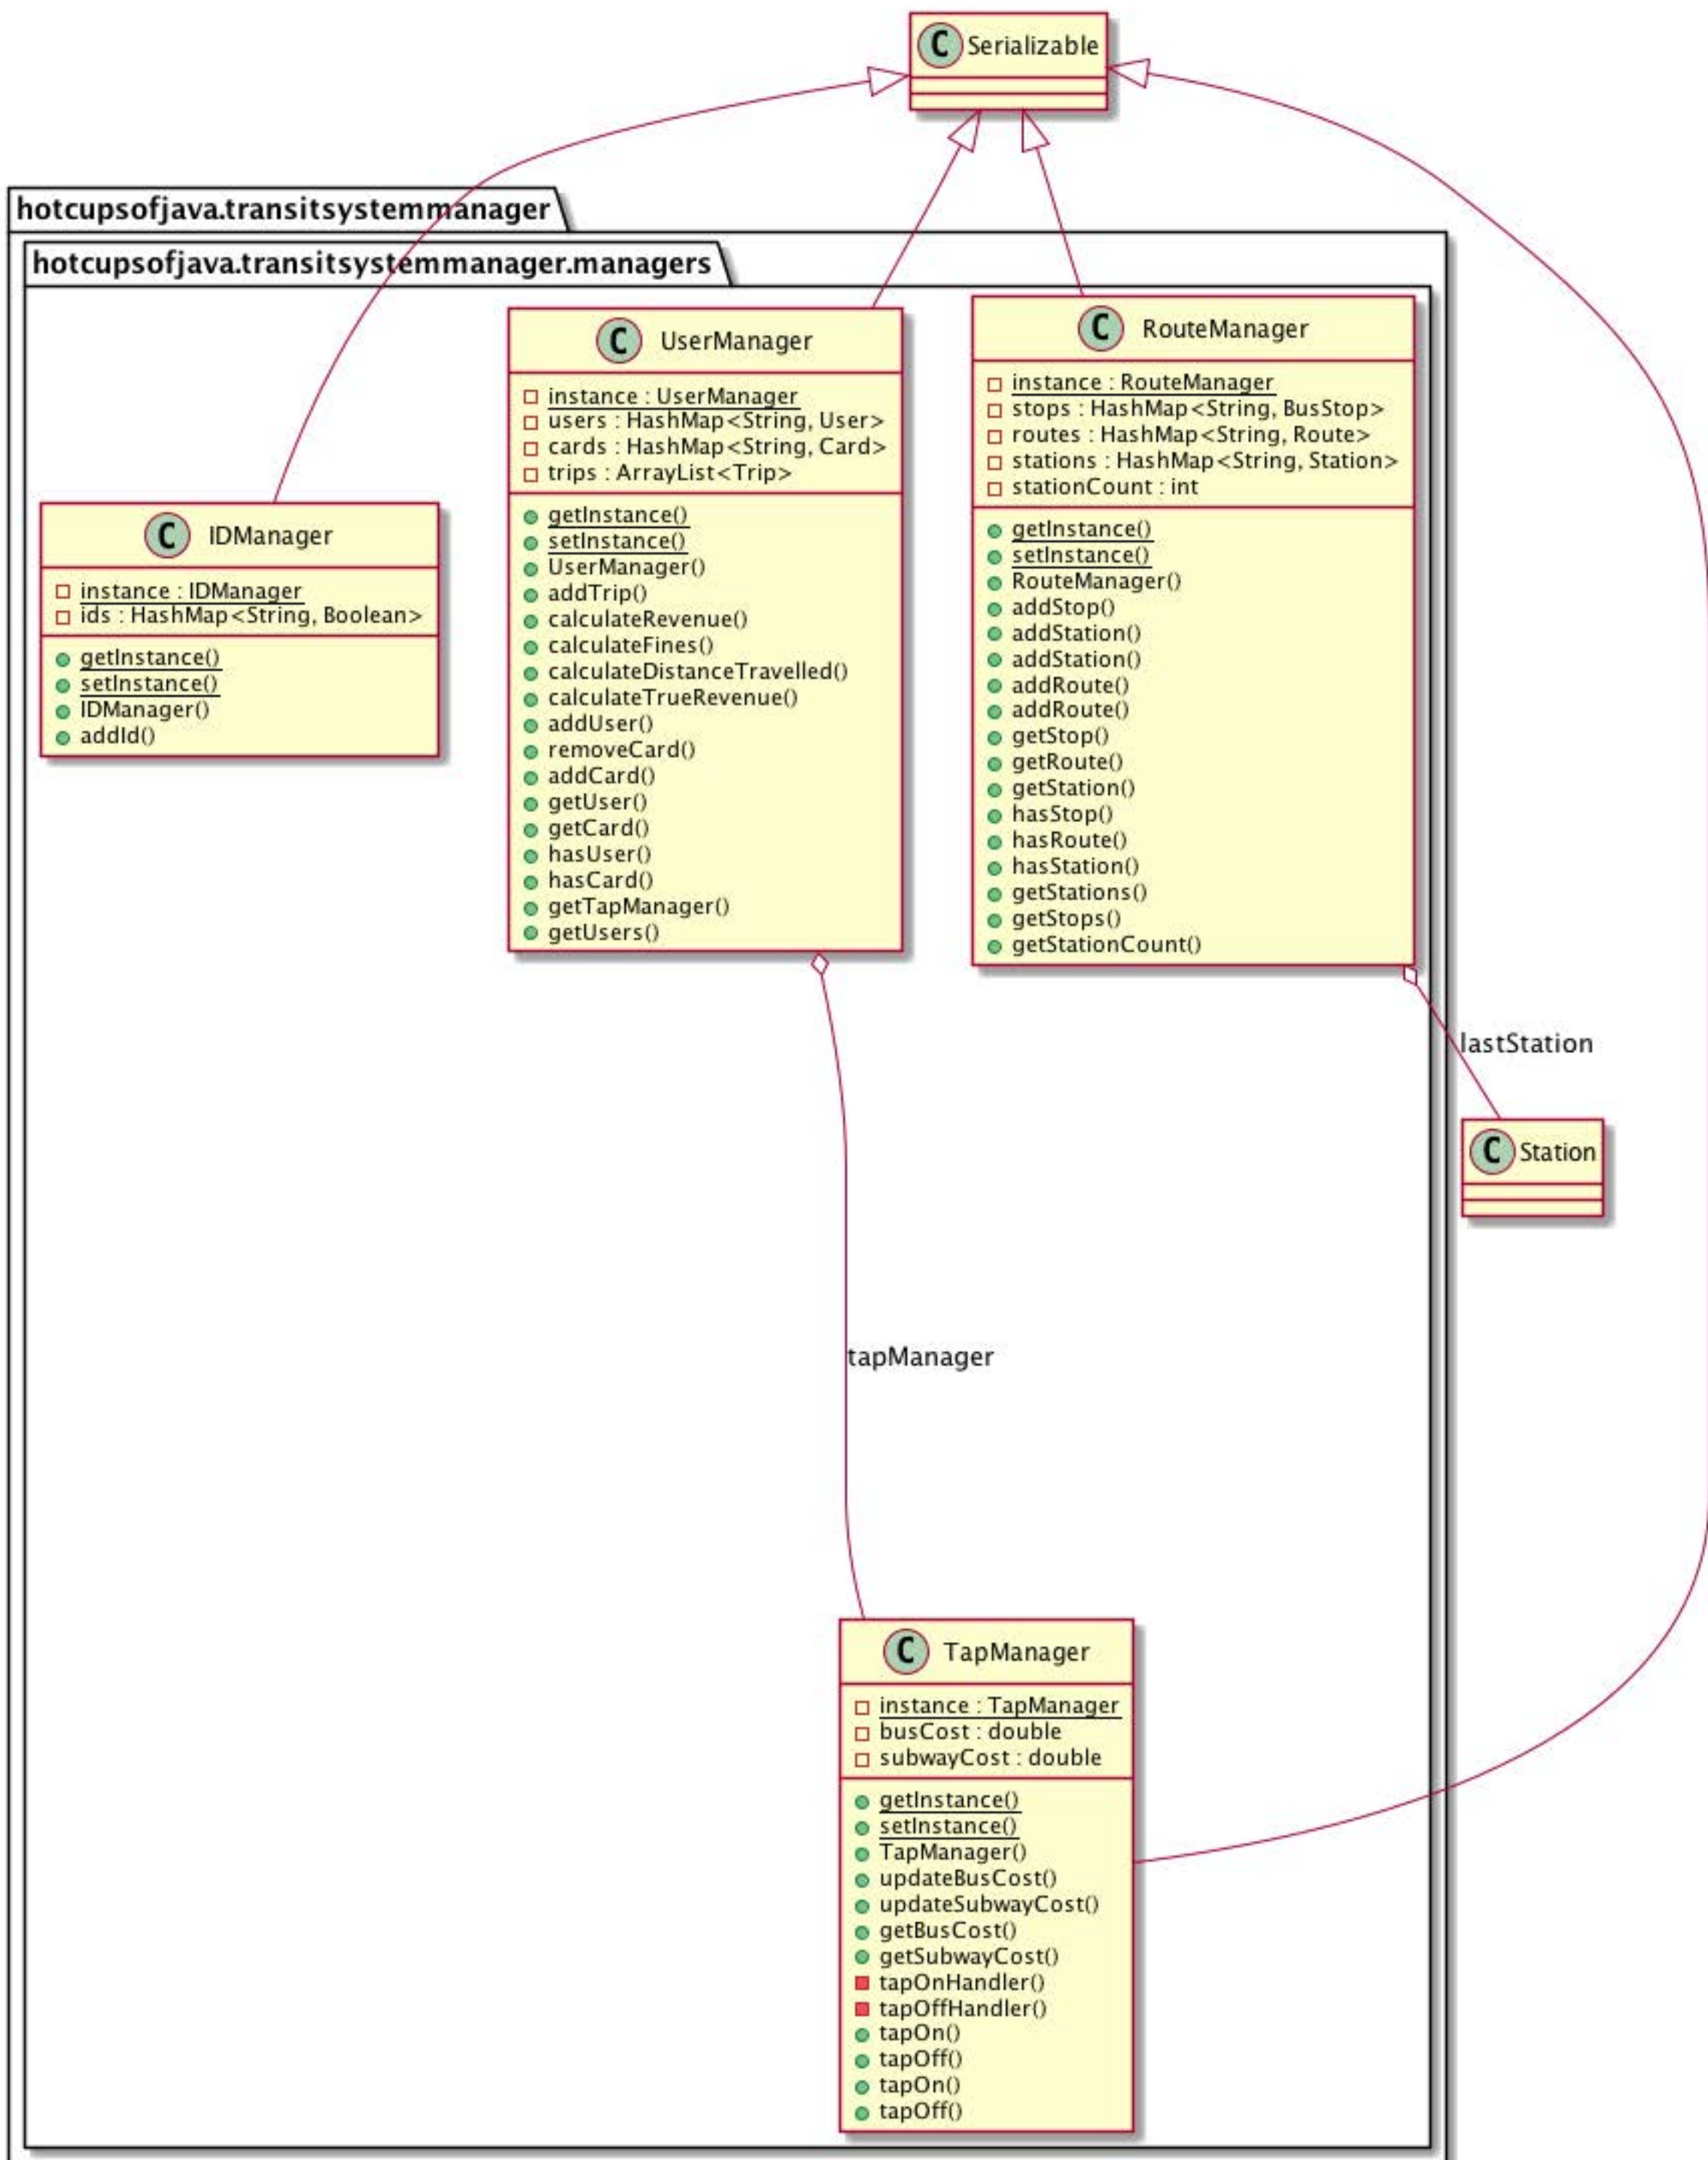 C Serializable
hotcupsofjava.transitsystemmanager
hotcupsofjava.transitsystemmanager.managers
C IDManager
instance : IDManager
ids : HashMap<String, Boolean>
getInstance()
setInstance()
IDManager()
addId()
C UserManager
instance : UserManager
users : HashMap<String, User>
cards : HashMap<String, Card>
trips : ArrayList<Trip>
getInstance()
setInstance()
UserManager()
addTrip()
calculateRevenue()
calculateFines()
calculateDistanceTravelled()
calculateTrueRevenue()
addUser()
removeCard()
addCard()
getUser()
getCard()
hasUser()
hasCard()
getTapManager()
getUsers()
C RouteManager
instance : RouteManager
stops : HashMap<String, BusStop>
routes : HashMap<String, Route>
stations : HashMap<String, Station>
stationCount : int
getInstance()
setInstance()
RouteManager()
addStop()
addStation()
addStation()
addRoute()
addRoute()
getStop()
getRoute()
getStation()
hasStop()
hasRoute()
hasStation()
getStations()
getStops()
getStationCount()
lastStation
C Station
tapManager
C TapManager
instance : TapManager
busCost : double
subwayCost : double
getInstance()
setInstance()
TapManager()
updateBusCost()
updateSubwayCost()
getBusCost()
getSubwayCost()
tapOnHandler()
tapOffHandler()
tapOn()
tapOff()
tapOn()
tapOff()